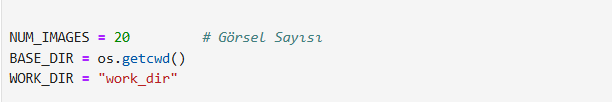 NUM_IMAGES = 20 # Görsel Sayısı
BASE_DIR = os.getcwd()
WORK_DIR = "work_dir"